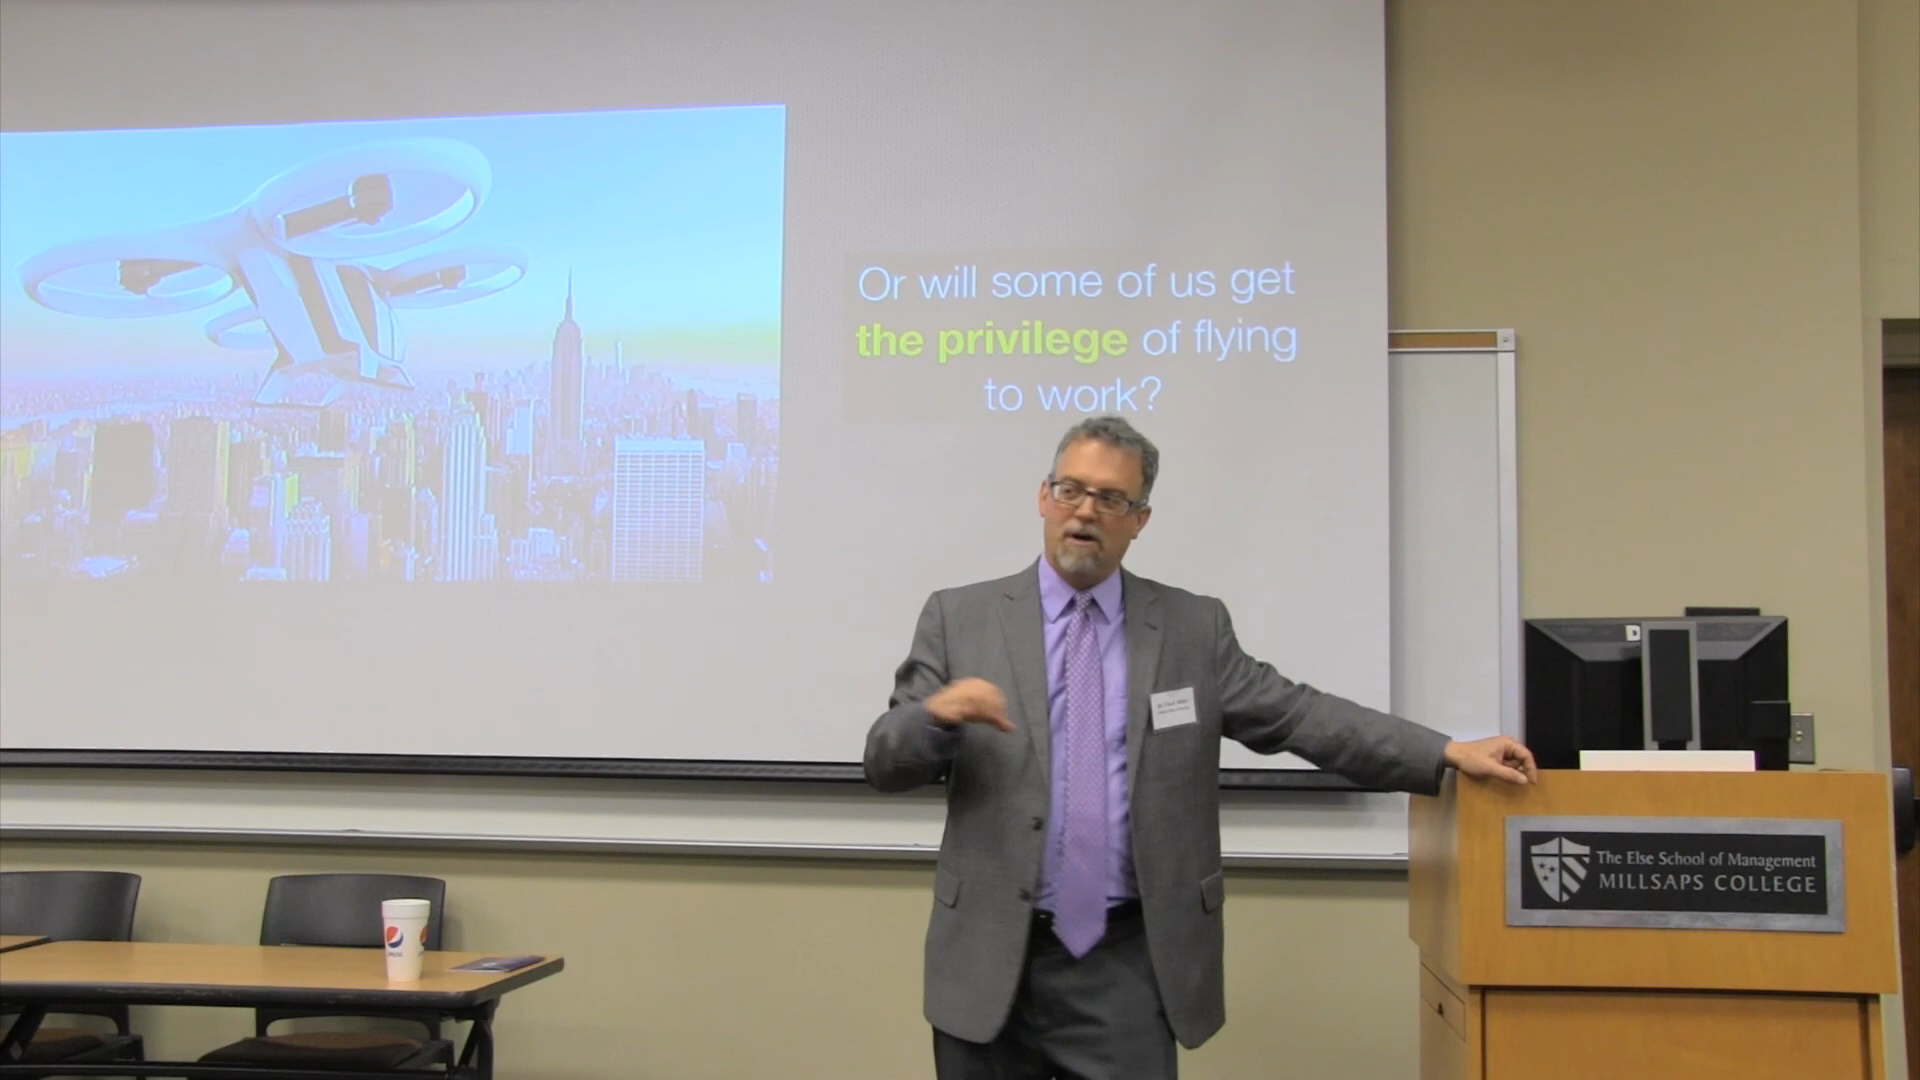 Or will some of us get
the privilege of flying
to work?
The Else School of Management
MILLSAPS COLLEGE
PEPSI